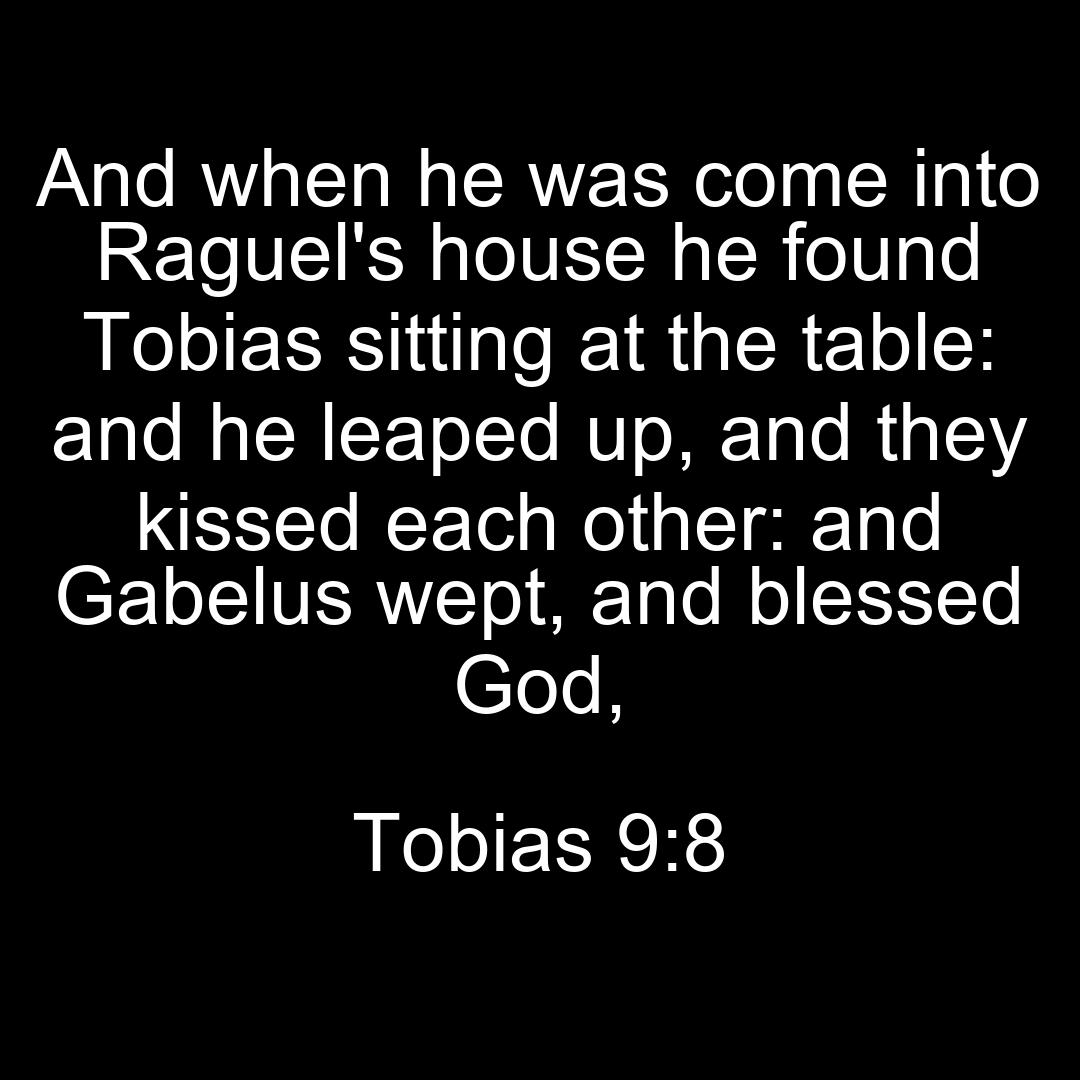 And when he was come into
Raguel's house he found
Tobias sitting at the table:
and he leaped up, and they
kissed each other: and
Gabelus wept, and blessed
God,
Tobias 9:8